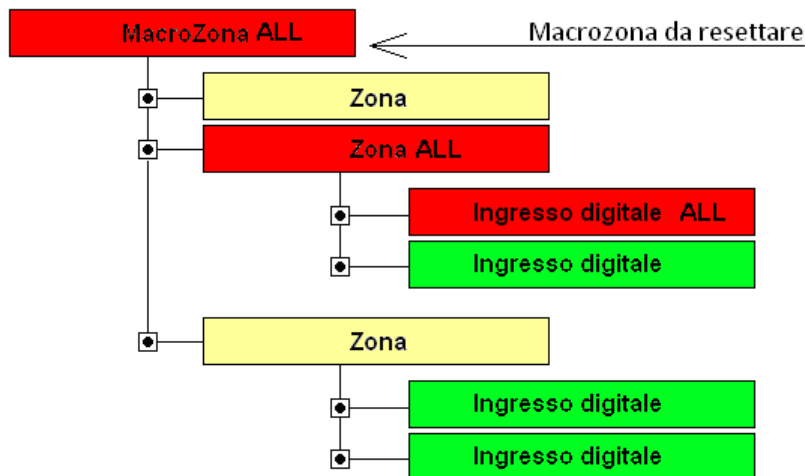 MacroZona ALL
Macrozona da resettare
Zona
Zona ALL
Ingresso digitale ALL
Ingresso digitale
Zona
Ingresso digitale
Ingresso digitale